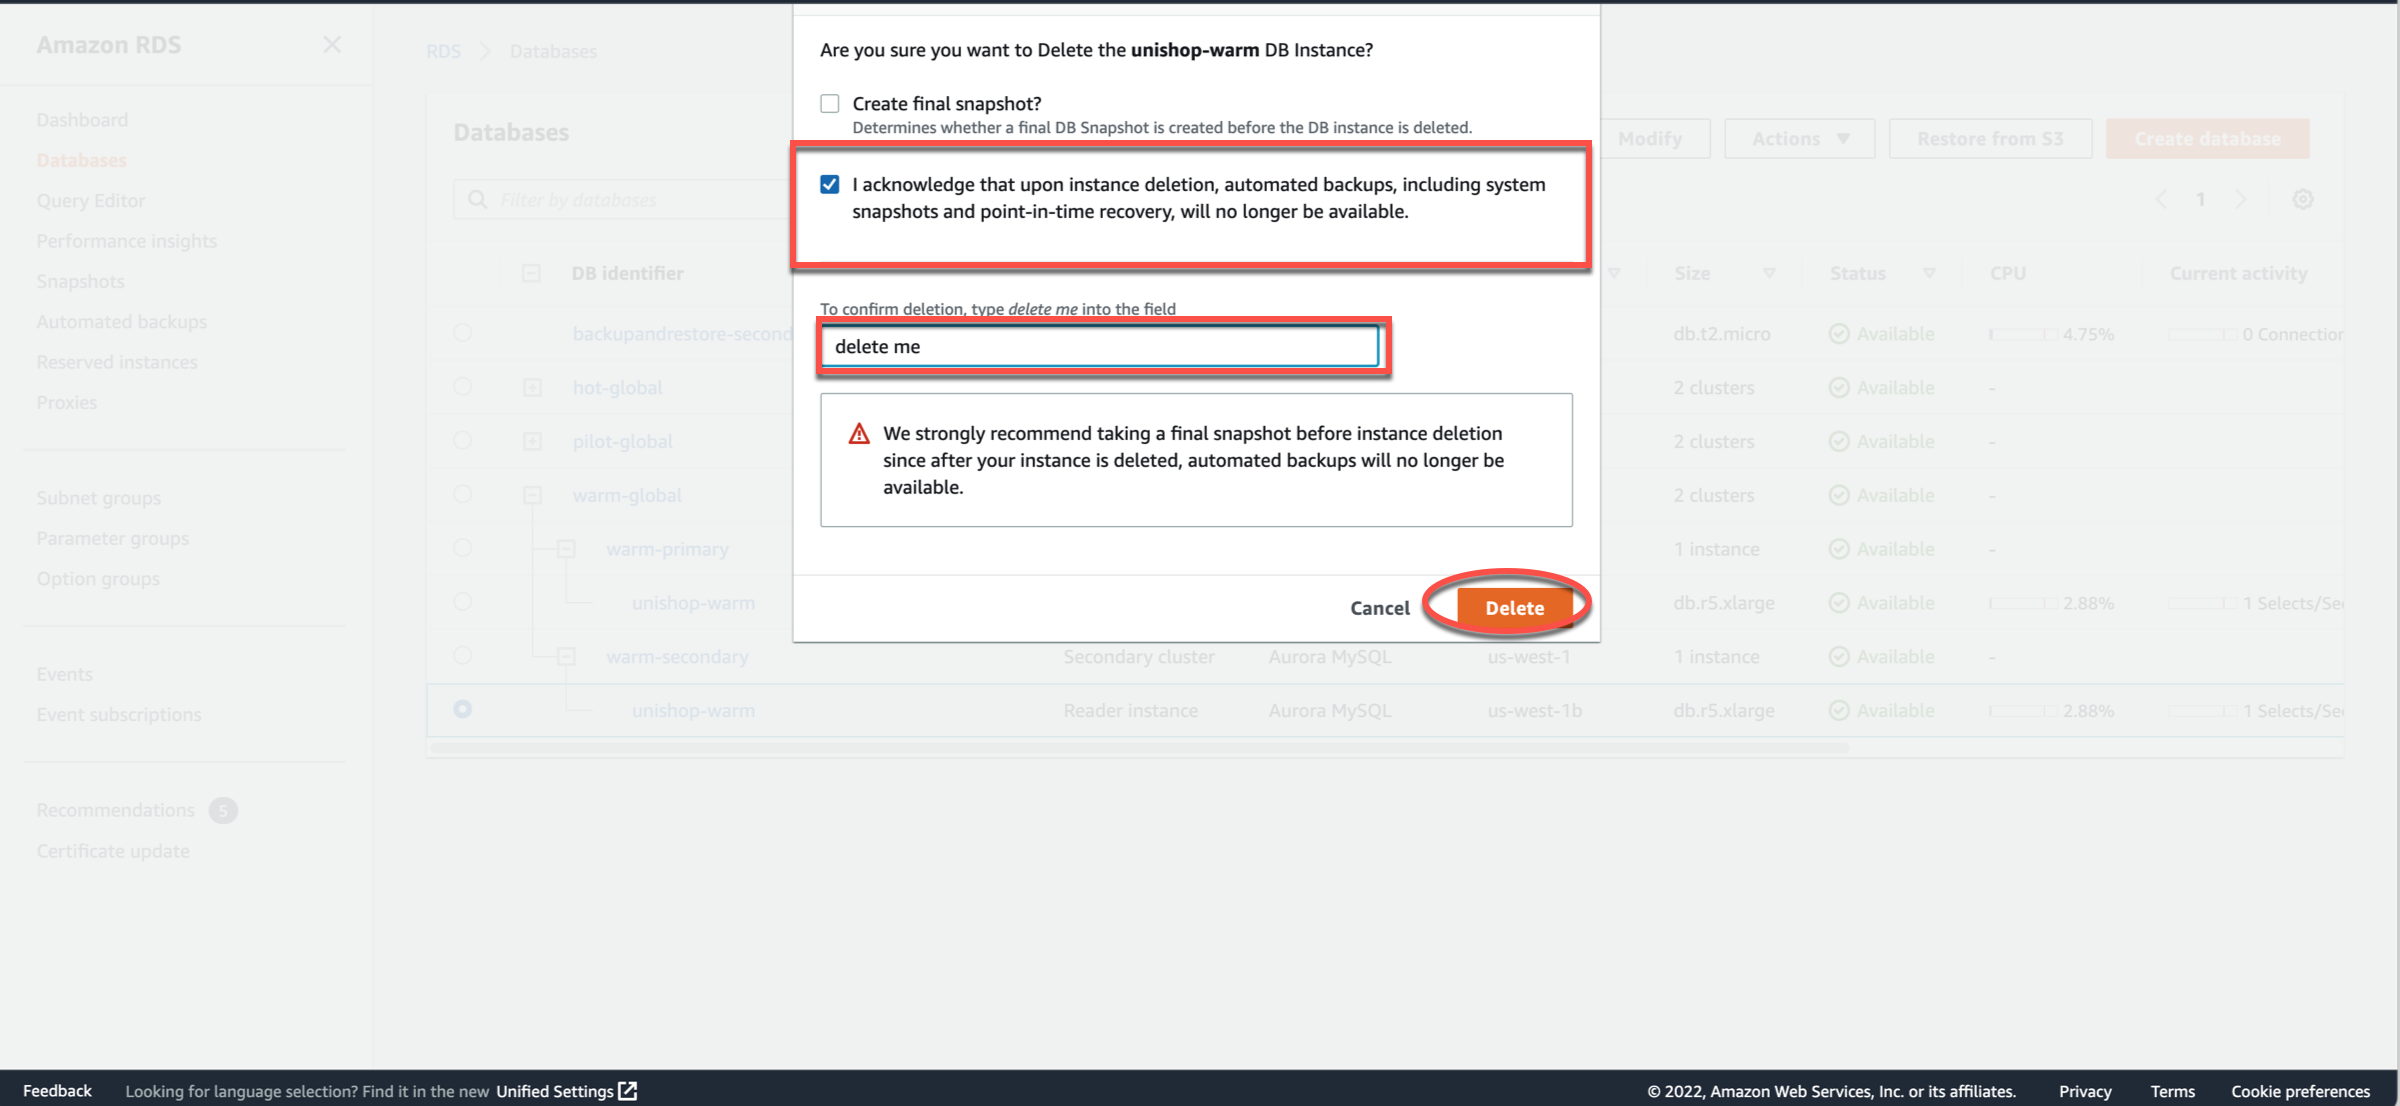 Amazon RDS
Dashboard
Databases
Query Editor
Performance insights
Snapshots
Automated backups
Reserved instances
Proxies
Subnet groups
Parameter groups
Option groups
Events
Event subscriptions
Recommendations 5
Certificate update
RDS Databases
Databases
Modify Actions Restore from S3 Create database
Filter by databases
1
DB identifier Size Status CPU Current activity
backupandrestore-second db.t2.micro Available 4.75% 0 Connection
hot-global 2 clusters Available -
pilot-global 2 clusters Available -
warm-global 2 clusters Available -
warm-primary 1 instance Available -
unishop-warm db.r5.xlarge Available 2.88% 1 Selects/Se
warm-secondary Secondary cluster Aurora MySQL us-west-1 1 instance Available -
unishop-warm Reader instance Aurora MySQL us-west-1b db.r5.xlarge Available 2.88% 1 Selects/Se
Are you sure you want to Delete the unishop-warm DB Instance?
Create final snapshot?
Determines whether a final DB Snapshot is created before the DB instance is deleted.
I acknowledge that upon instance deletion, automated backups, including system
snapshots and point-in-time recovery, will no longer be available.
To confirm deletion, type delete me into the field
delete me
We strongly recommend taking a final snapshot before instance deletion
since after your instance is deleted, automated backups will no longer be
available.
Cancel Delete
Feedback Looking for language selection? Find it in the new Unified Settings © 2022, Amazon Web Services, Inc. or its affiliates. Privacy Terms Cookie preferences